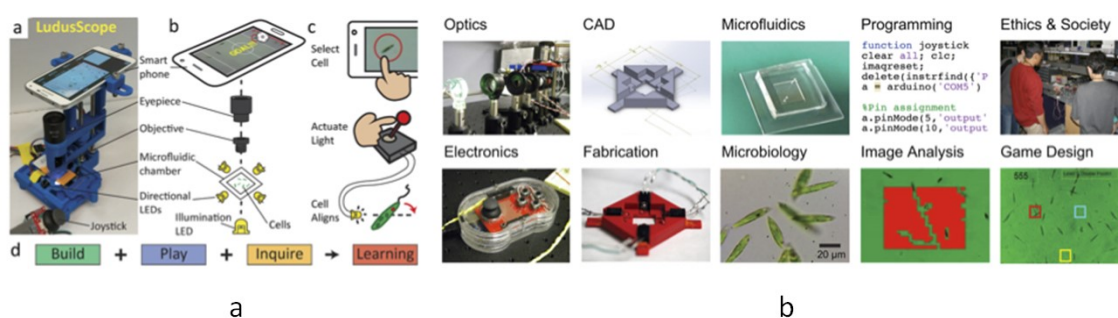 a
LudusScope
b
c
Select
Cell
Smart
phone
Eyepiece
Objective
Microfluidic
chamber
Directional
LEDs
Joystick
Illumination
LED
Cells
Actuate
Light
Cell
Aligns
d
Build + Play + Inquire → Learning
Optics
CAD
Microfluidics
Programming
Ethics & Society
function joystick
clear all; clc;
imaqreset;
delete(instrfind({'P
a = arduino('COM5')
%Pin assignment
a.pinMode(5,'output'
a.pinMode(10,'output
Electronics
Fabrication
Microbiology
Image Analysis
Game Design
20 μm
555
a
b